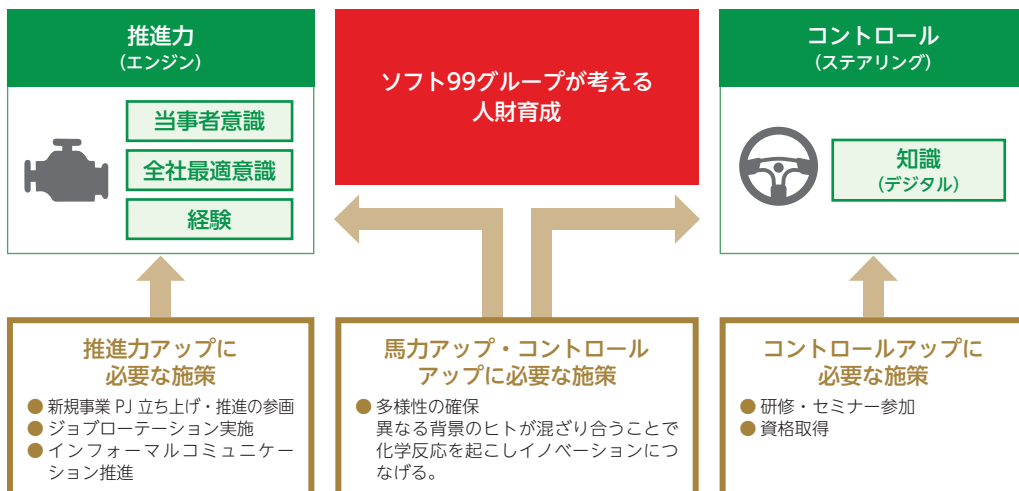 推進力
(エンジン)
当事者意識
全社最適意識
経験
ソフト99グループが考える
人財育成
コントロール
(ステアリング)
知識
(デジタル)
推進力アップに
必要な施策
● 新規事業 PJ 立ち上げ・推進の参画
● ジョブローテーション実施
● インフォーマルコミュニケー
ション推進
馬力アップ・コントロール
アップに必要な施策
● 多様性の確保
異なる背景のヒトが混ざり合うことで
化学反応を起こしイノベーションにつ
なげる。
コントロールアップに
必要な施策
● 研修・セミナー参加
● 資格取得